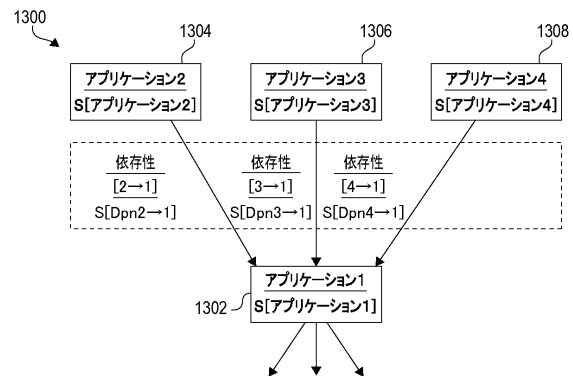 1300
1304
1306
1308
アプリケーション2
S[アプリケーション2]
アプリケーション3
S[アプリケーション3]
アプリケーション4
S[アプリケーション4]
依存性
[2→1]
S[Dpn2→1]
依存性
[3→1]
S[Dpn3→1]
依存性
[4→1]
S[Dpn4→1]
アプリケーション1
S[アプリケーション1]
1302